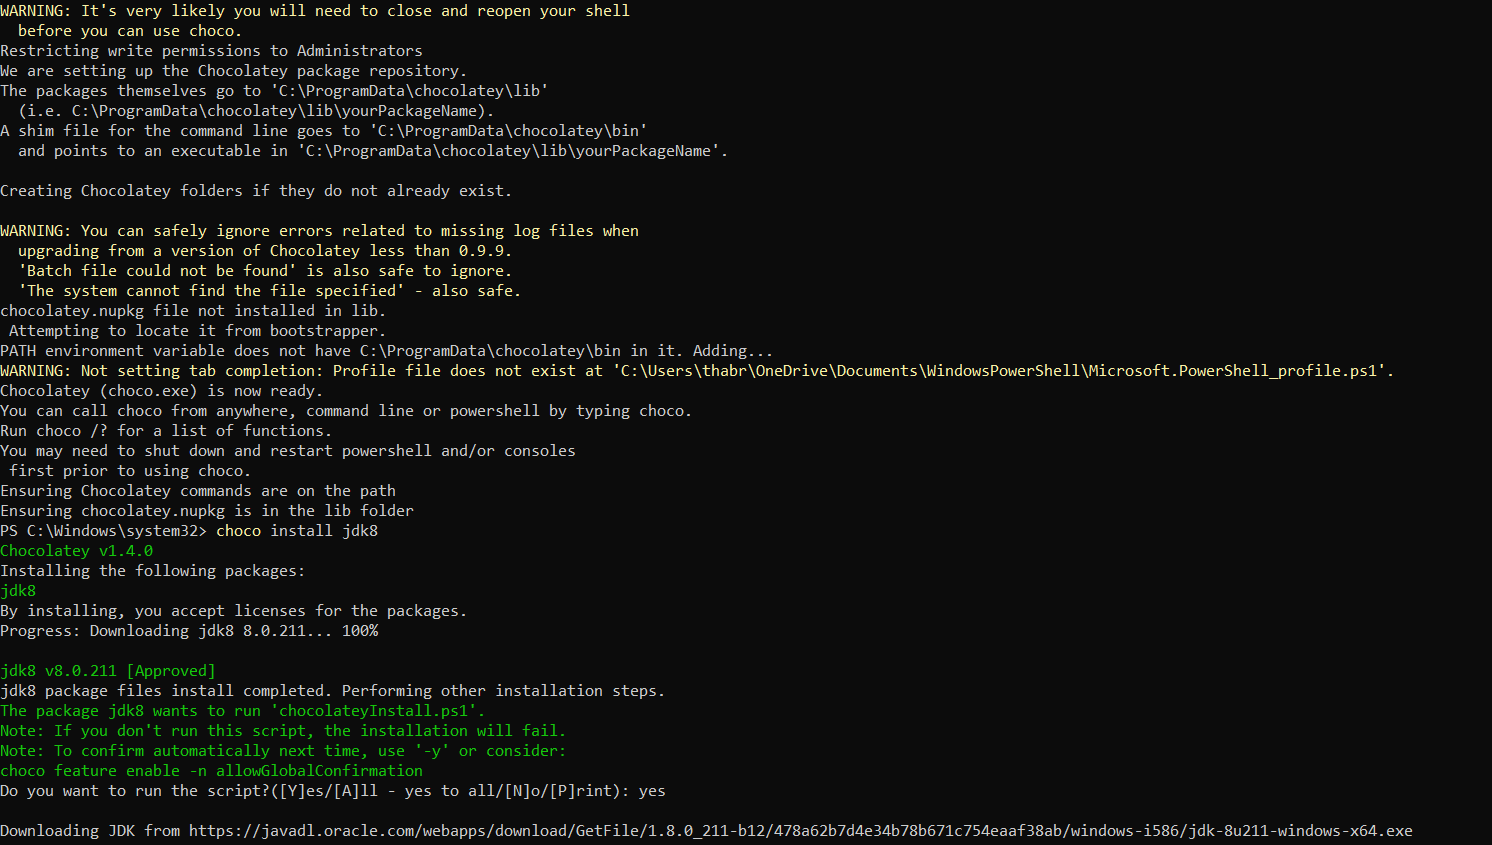 WARNING: It's very likely you will need to close and reopen your shell
  before you can use choco.
Restricting write permissions to Administrators
We are setting up the Chocolatey package repository.
The packages themselves go to 'C:\ProgramData\chocolatey\lib'
  (i.e. C:\ProgramData\chocolatey\lib\yourPackageName).
A shim file for the command line goes to 'C:\ProgramData\chocolatey\bin'
  and points to an executable in 'C:\ProgramData\chocolatey\lib\yourPackageName'.

Creating Chocolatey folders if they do not already exist.

WARNING: You can safely ignore errors related to missing log files when
  upgrading from a version of Chocolatey less than 0.9.9.
  'Batch file could not be found' is also safe to ignore.
  'The system cannot find the file specified' - also safe.
chocolatey.nupkg file not installed in lib.
 Attempting to locate it from bootstrapper.
PATH environment variable does not have C:\ProgramData\chocolatey\bin in it. Adding...
WARNING: Not setting tab completion: Profile file does not exist at 'C:\Users\thabr\OneDrive\Documents\WindowsPowerShell\Microsoft.PowerShell_profile.ps1'.
Chocolatey (choco.exe) is now ready.
You can call choco from anywhere, command line or powershell by typing choco.
Run choco /? for a list of functions.
You may need to shut down and restart powershell and/or consoles
 first prior to using choco.
Ensuring Chocolatey commands are on the path
Ensuring chocolatey.nupkg is in the lib folder
PS C:\Windows\system32> choco install jdk8
Chocolatey v1.4.0
Installing the following packages:
jdk8
By installing, you accept licenses for the packages.
Progress: Downloading jdk8 8.0.211... 100%

jdk8 v8.0.211 [Approved]
jdk8 package files install completed. Performing other installation steps.
The package jdk8 wants to run 'chocolateyInstall.ps1'.
Note: If you don't run this script, the installation will fail.
Note: To confirm automatically next time, use '-y' or consider:
choco feature enable -n allowGlobalConfirmation
Do you want to run the script?([Y]es/[A]ll - yes to all/[N]o/[P]rint): yes

Downloading JDK from https://javadl.oracle.com/webapps/download/GetFile/1.8.0_211-b12/478a62b7d4e34b78b671c754eaaf38ab/windows-i586/jdk-8u211-windows-x64.exe